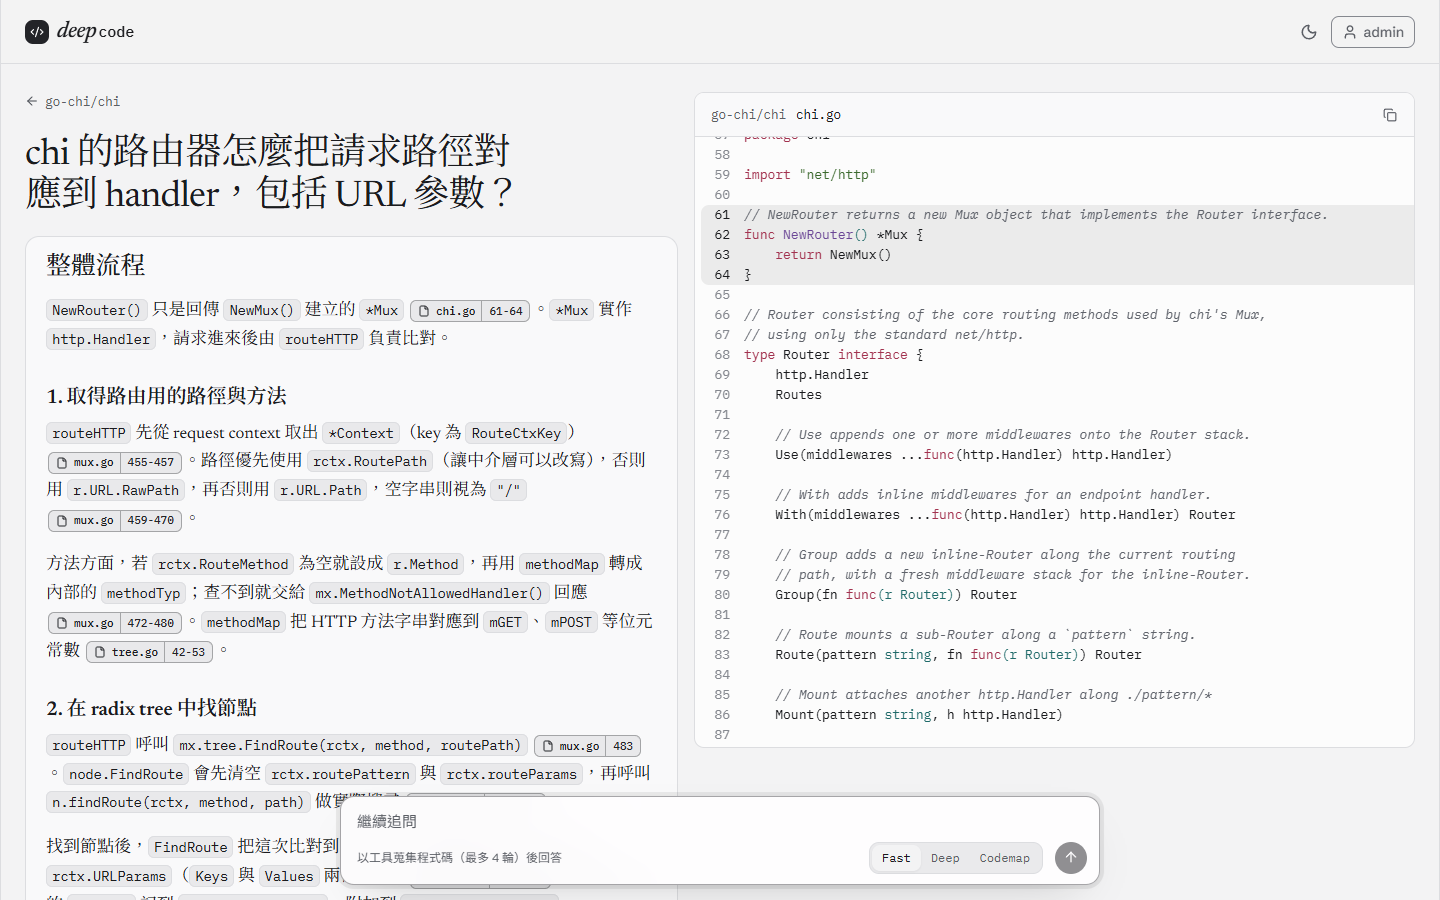 deepcode
admin
← go-chi/chi
chi 的路由器怎麼把請求路徑對
應到 handler，包括 URL 參數？
整體流程
NewRouter() 只是回傳 NewMux() 建立的 *Mux chi.go 61-64 。*Mux 實作
http.Handler，請求進來後由 routeHTTP 負責比對。
1. 取得路由用的路徑與方法
routeHTTP 先從 request context 取出 *Context（key 為 RouteCtxKey）
mux.go 455-457 。路徑優先使用 rctx.RoutePath（讓中介層可以改寫），否則
用 r.URL.RawPath，再否則用 r.URL.Path，空字串則視為 "/"
mux.go 459-470 。
方法方面，若 rctx.RouteMethod 為空就設成 r.Method，再用 methodMap 轉成
內部的 methodTyp；查不到就交給 mx.MethodNotAllowedHandler() 回應
mux.go 472-480 。methodMap 把 HTTP 方法字串對應到 mGET、mPOST 等位元
常數 tree.go 42-53 。
2. 在 radix tree 中找節點
routeHTTP 呼叫 mx.tree.FindRoute(rctx, method, routePath) mux.go 483
。node.FindRoute 會先清空 rctx.routePattern 與 rctx.routeParams，再呼叫
n.findRoute(rctx, method, path) 做實際搜尋
找到節點後，FindRoute 把這次比對到
rctx.URLParams（Keys 與 Values 兩
go-chi/chi chi.go
57 package chi
58
59 import "net/http"
60
61 // NewRouter returns a new Mux object that implements the Router interface.
62 func NewRouter() *Mux {
63     return NewMux()
64 }
65
66 // Router consisting of the core routing methods used by chi's Mux,
67 // using only the standard net/http.
68 type Router interface {
69     http.Handler
70     Routes
71
72     // Use appends one or more middlewares onto the Router stack.
73     Use(middlewares ...func(http.Handler) http.Handler)
74
75     // With adds inline middlewares for an endpoint handler.
76     With(middlewares ...func(http.Handler) http.Handler) Router
77
78     // Group adds a new inline-Router along the current routing
79     // path, with a fresh middleware stack for the inline-Router.
80     Group(fn func(r Router)) Router
81
82     // Route mounts a sub-Router along a `pattern` string.
83     Route(pattern string, fn func(r Router)) Router
84
85     // Mount attaches another http.Handler along ./pattern/*
86     Mount(pattern string, h http.Handler)
87
繼續追問
以工具蒐集程式碼（最多 4 輪）後回答
Fast Deep Codemap